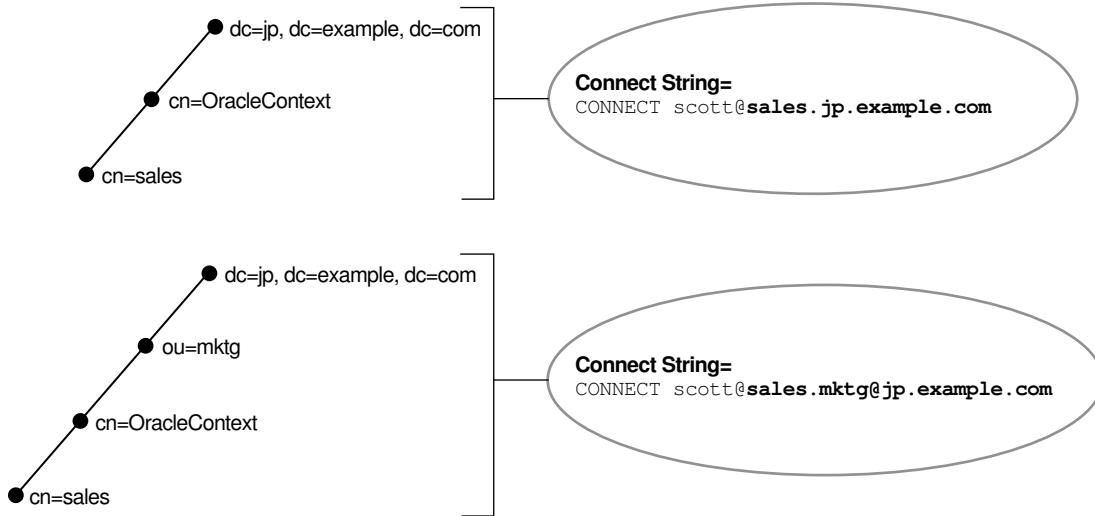 dc=jp, dc=example, dc=com
cn=OracleContext
cn=sales
Connect String=
CONNECT scott@sales.jp.example.com
dc=jp, dc=example, dc=com
ou=mktg
cn=OracleContext
cn=sales
Connect String=
CONNECT scott@sales.mktg@jp.example.com